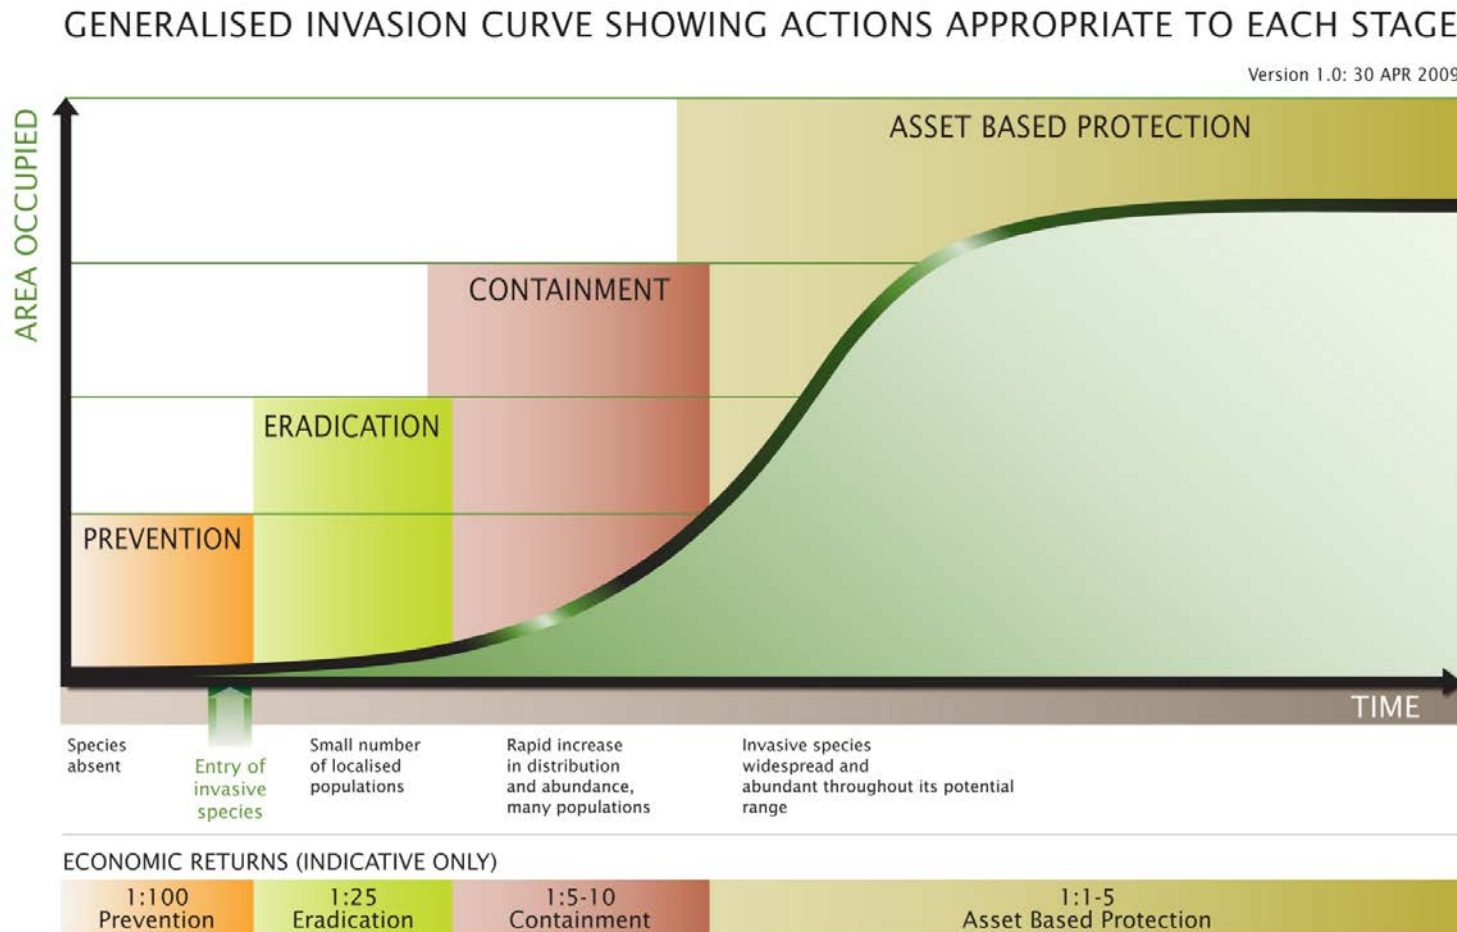 GENERALISED INVASION CURVE SHOWING ACTIONS APPROPRIATE TO EACH STAGE
Version 1.0: 30 APR 2009
AREA OCCUPIED
ASSET BASED PROTECTION
CONTAINMENT
ERADICATION
PREVENTION
TIME
Species
absent
Entry of
invasive
species
Small number
of localised
populations
Rapid increase
in distribution
and abundance,
many populations
Invasive species
widespread and
abundant throughout its potential
range
ECONOMIC RETURNS (INDICATIVE ONLY)
1:100
Prevention
1:25
Eradication
1:5-10
Containment
1:1-5
Asset Based Protection